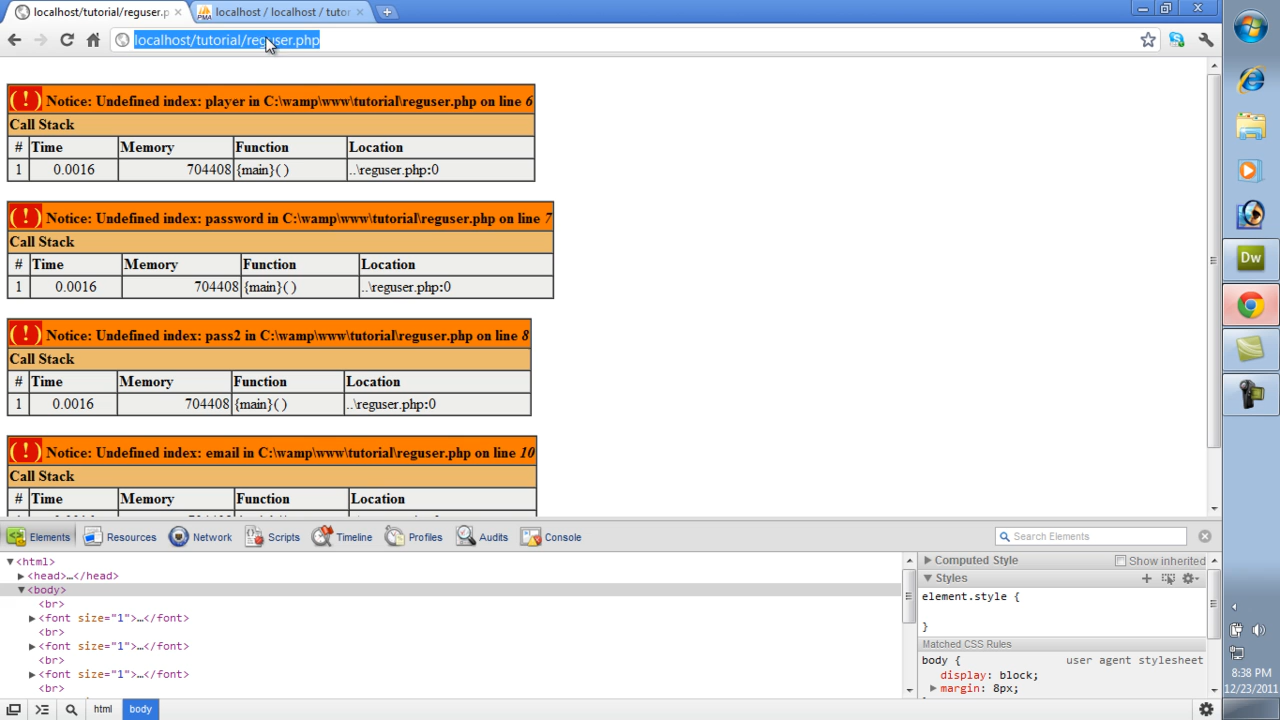 localhost/tutorial/reguser.p
localhost / localhost / tutor
localhost/tutorial/reguser.php
(!) Notice: Undefined index: player in C:\wamp\www\tutorial\reguser.php on line 6
Call Stack
# Time Memory Function Location
1 0.0016 704408 {main}( ) ..\reguser.php:0
(!) Notice: Undefined index: password in C:\wamp\www\tutorial\reguser.php on line 7
Call Stack
# Time Memory Function Location
1 0.0016 704408 {main}( ) ..\reguser.php:0
(!) Notice: Undefined index: pass2 in C:\wamp\www\tutorial\reguser.php on line 8
Call Stack
# Time Memory Function Location
1 0.0016 704408 {main}( ) ..\reguser.php:0
(!) Notice: Undefined index: email in C:\wamp\www\tutorial\reguser.php on line 10
Call Stack
# Time Memory Function Location
Elements Resources Network Scripts Timeline Profiles Audits Console Search Elements
▼<html>
▶<head>…</head>
▼<body>
<br>
▶<font size="1">…</font>
<br>
▶<font size="1">…</font>
<br>
▶<font size="1">…</font>
<br>
▶ Computed Style Show inherited
▼ Styles
element.style {
}
Matched CSS Rules
body { user agent stylesheet
display: block;
▶ margin: 8px;
html body
PMA
Dw
8:38 PM
12/23/2011